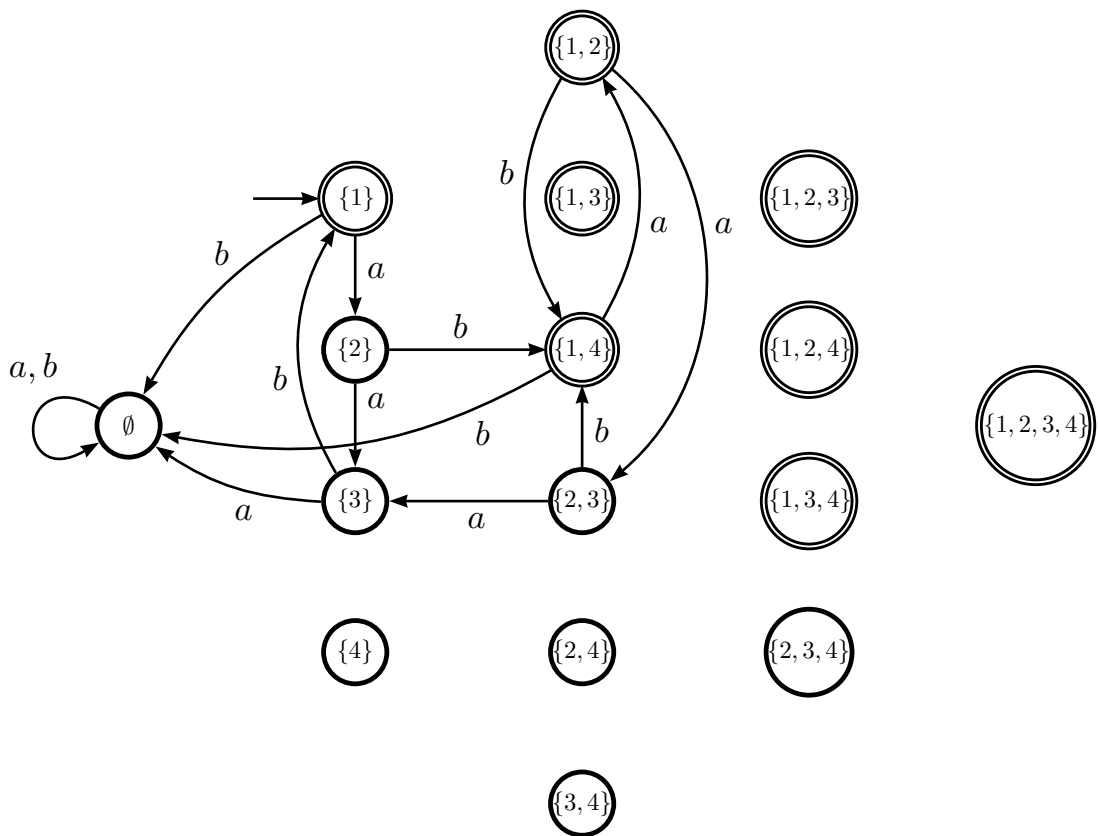 {1, 2}
{1}
{1, 3}
{1, 2, 3}
b
a
a
b
a
{2}
b
{1, 4}
{1, 2, 4}
a, b
b
a
∅
b
b
{1, 2, 3, 4}
{3}
a
{2, 3}
{1, 3, 4}
a
{4}
{2, 4}
{2, 3, 4}
{3, 4}